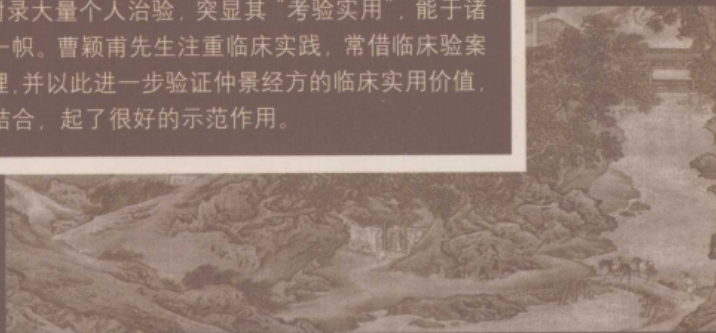 付录大量个人治验，突显其“考验实用”，能于诸
一帜。曹颖甫先生注重临床实践，常借临床验案
理，并以此进一步验证仲景经方的临床实用价值，
结合，起了很好的示范作用。